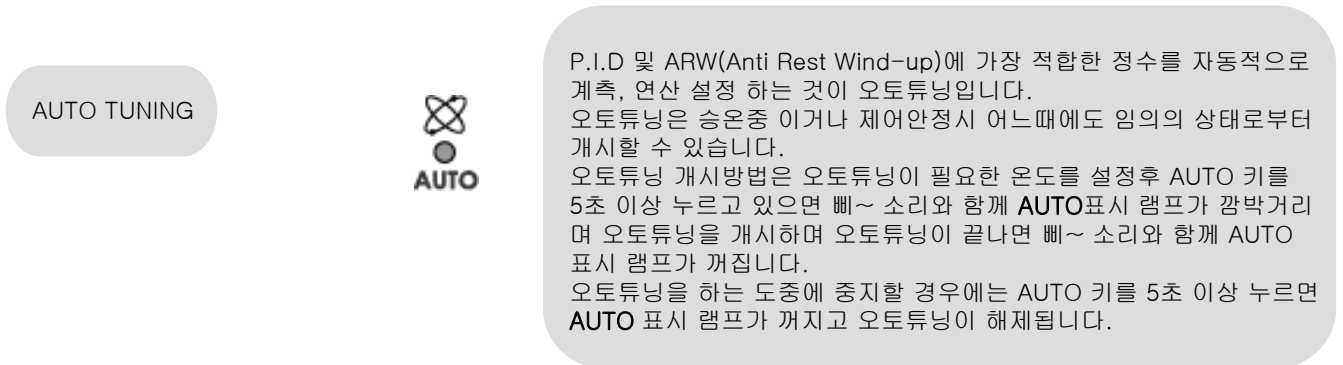 AUTO TUNING
AUTO
P.I.D 및 ARW(Anti Rest Wind-up)에 가장 적합한 정수를 자동적으로
계측, 연산 설정 하는 것이 오토튜닝입니다.
오토튜닝은 승온중 이거나 제어안정시 어느때에도 임의의 상태로부터
개시할 수 있습니다.
오토튜닝 개시방법은 오토튜닝이 필요한 온도를 설정후 AUTO 키를
5초 이상 누르고 있으면 삐~ 소리와 함께 AUTO표시 램프가 깜박거리
며 오토튜닝을 개시하며 오토튜닝이 끝나면 삐~ 소리와 함께 AUTO
표시 램프가 꺼집니다.
오토튜닝을 하는 도중에 중지할 경우에는 AUTO 키를 5초 이상 누르면
AUTO 표시 램프가 꺼지고 오토튜닝이 해제됩니다.